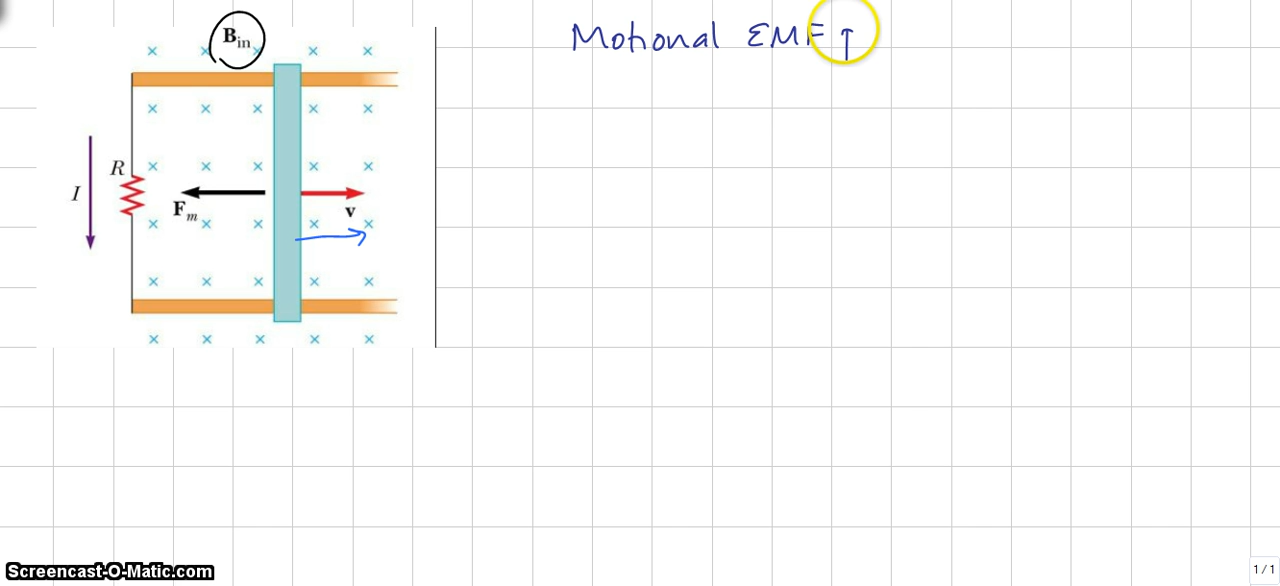 B_in
Motional EMF ↑
R
I
F_m
v
Screencast-O-Matic.com
1 / 1